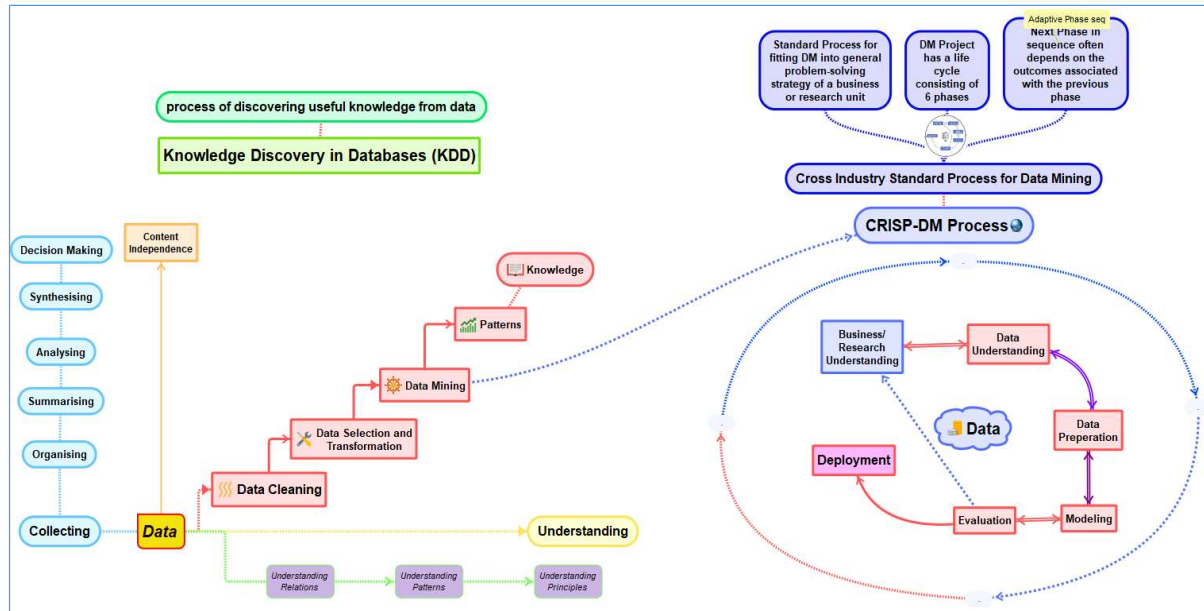 Adaptive Phase seq
Standard Process for
fitting DM into general
problem-solving
strategy of a business
or research unit
DM Project
has a life
cycle
consisting of
6 phases
Next Phase in
sequence often
depends on the
outcomes associated
with the previous
phase
process of discovering useful knowledge from data
Knowledge Discovery in Databases (KDD)
Cross Industry Standard Process for Data Mining
CRISP-DM Process
Decision Making
Synthesising
Analysing
Summarising
Organising
Collecting
Content
Independence
Data
Knowledge
Patterns
Data Mining
Data Selection and
Transformation
Data Cleaning
Understanding
Understanding
Relations
Understanding
Patterns
Understanding
Principles
Business/
Research
Understanding
Data
Understanding
Data
Data
Preperation
Deployment
Evaluation
Modeling